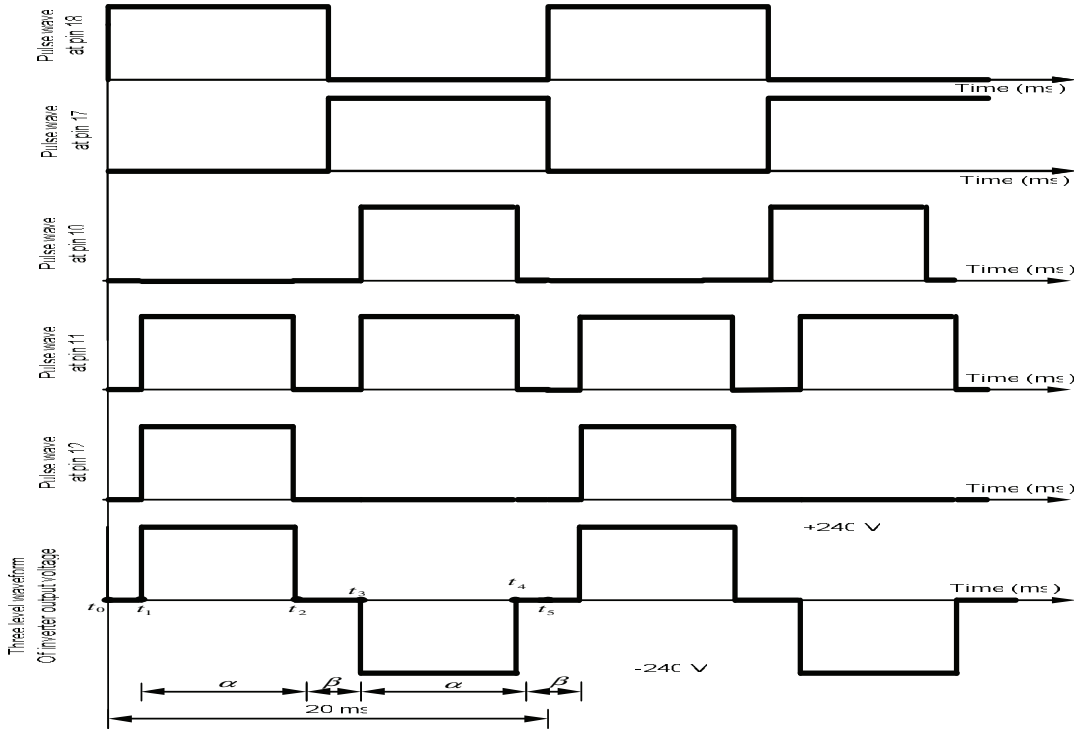 Pulse wave
at pin 18
Time (ms)
Pulse wave
at pin 17
Time (ms)
Pulse wave
at pin 10
Time (ms)
Pulse wave
at pin 11
Time (ms)
Pulse wave
at pin 12
Time (ms)
+240 V
Three level waveform
Of inverter output voltage
t0
t1
t2
t3
t4
t5
Time (ms)
-240 V
α
β
α
β
20 ms